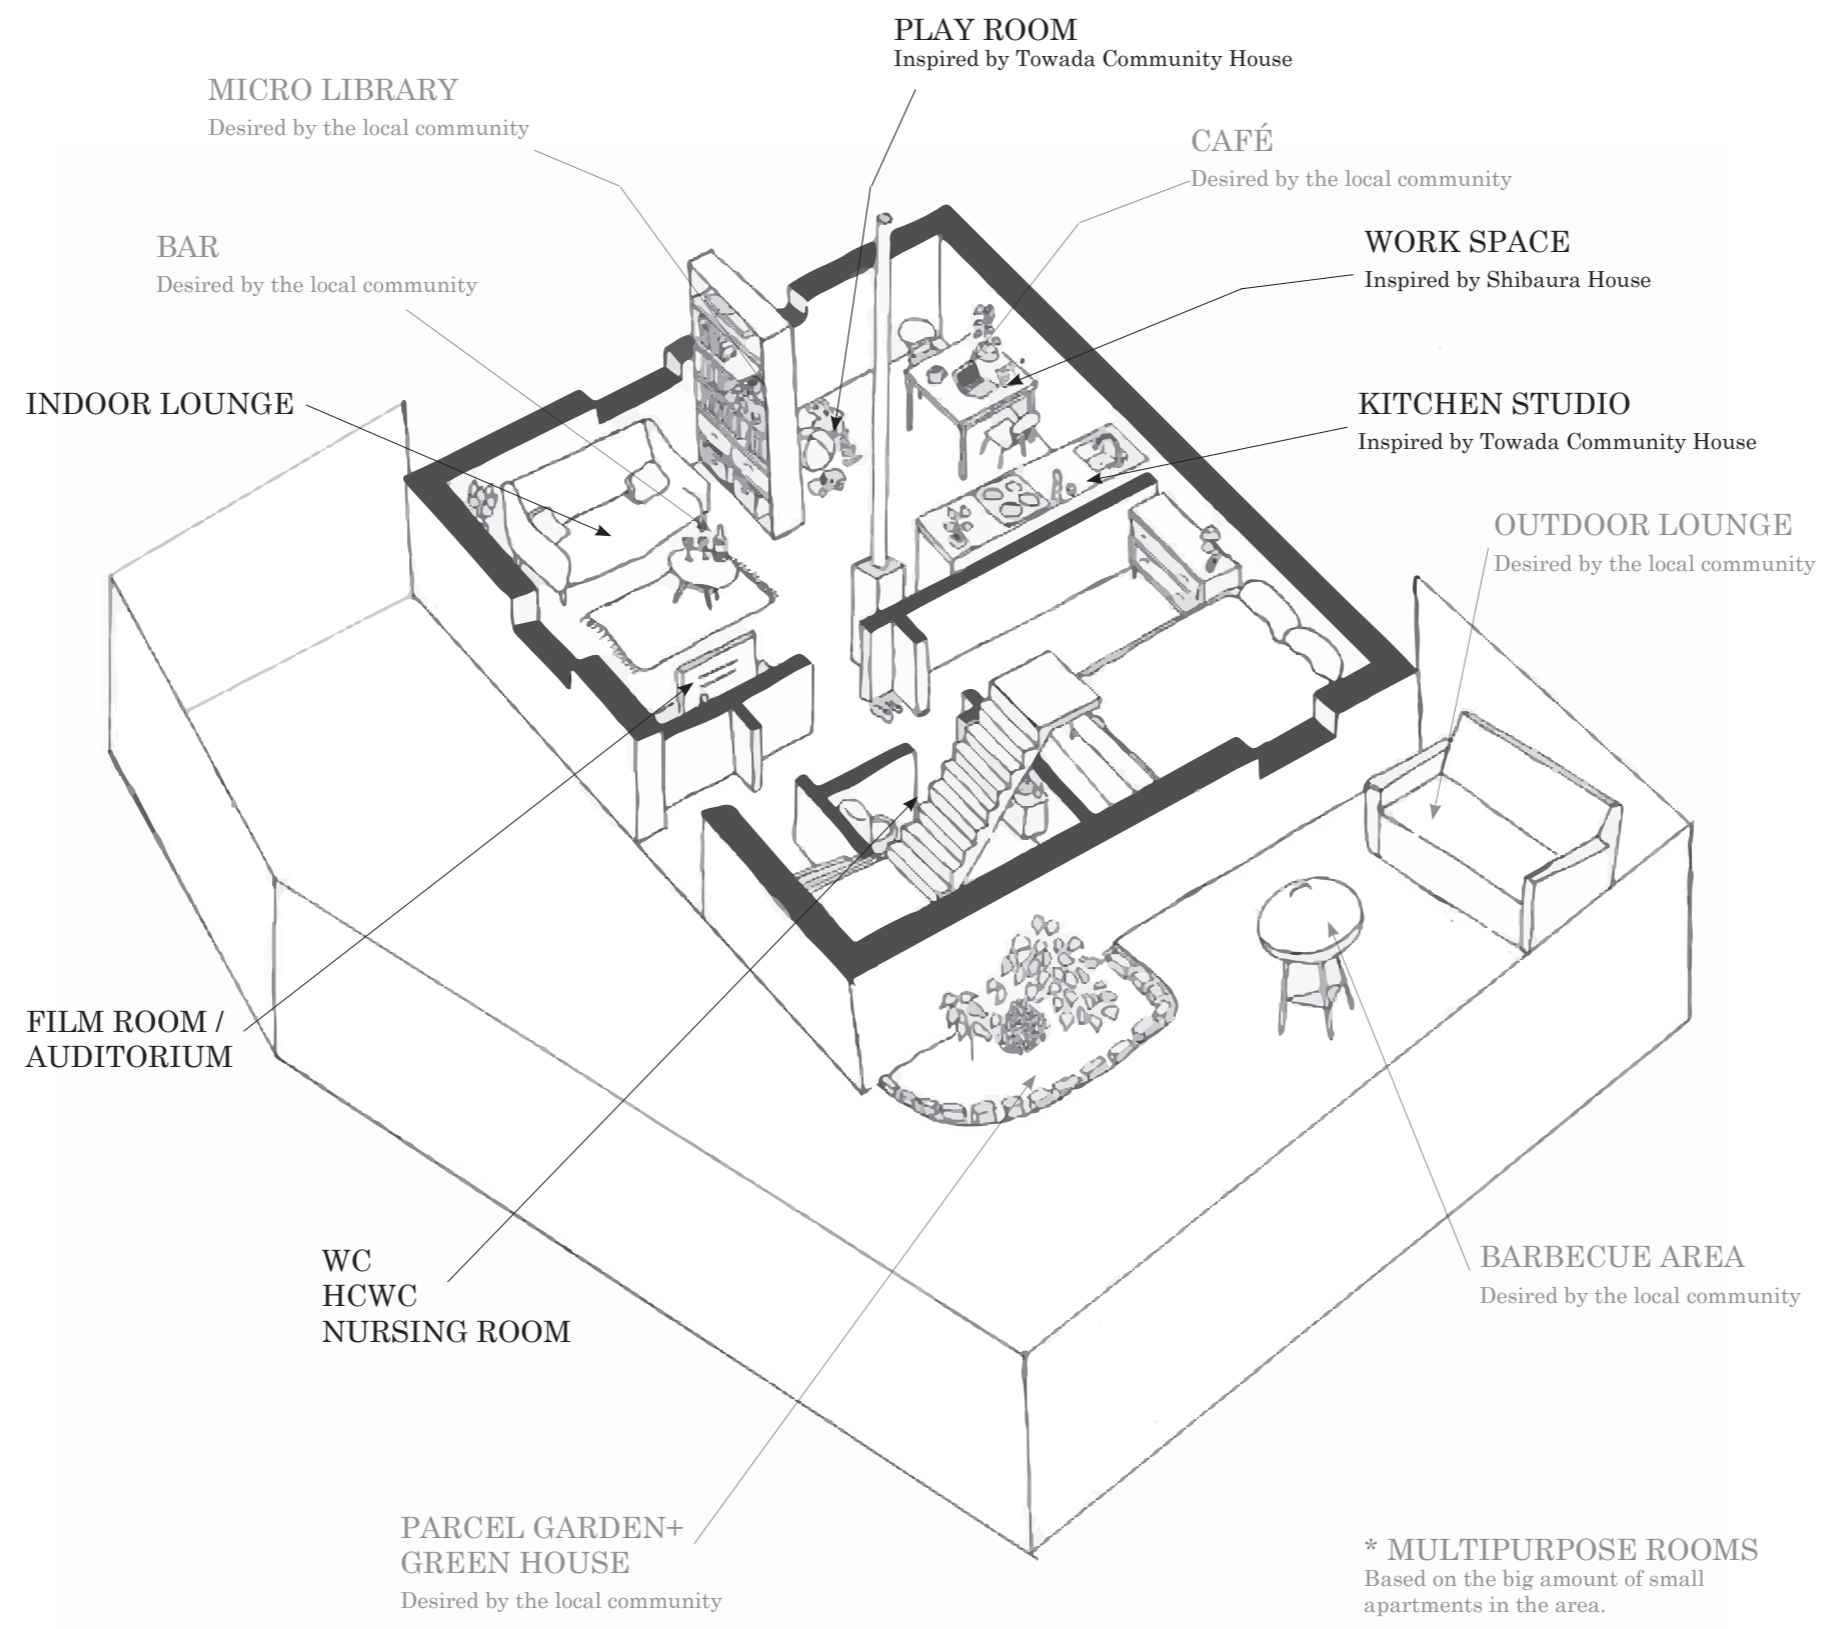 PLAY ROOM
Inspired by Towada Community House
MICRO LIBRARY
Desired by the local community
CAFÉ
Desired by the local community
BAR
Desired by the local community
WORK SPACE
Inspired by Shibaura House
INDOOR LOUNGE
KITCHEN STUDIO
Inspired by Towada Community House
OUTDOOR LOUNGE
Desired by the local community
FILM ROOM /
AUDITORIUM
WC
HCWC
NURSING ROOM
BARBECUE AREA
Desired by the local community
PARCEL GARDEN+
GREEN HOUSE
Desired by the local community
* MULTIPURPOSE ROOMS
Based on the big amount of small
apartments in the area.